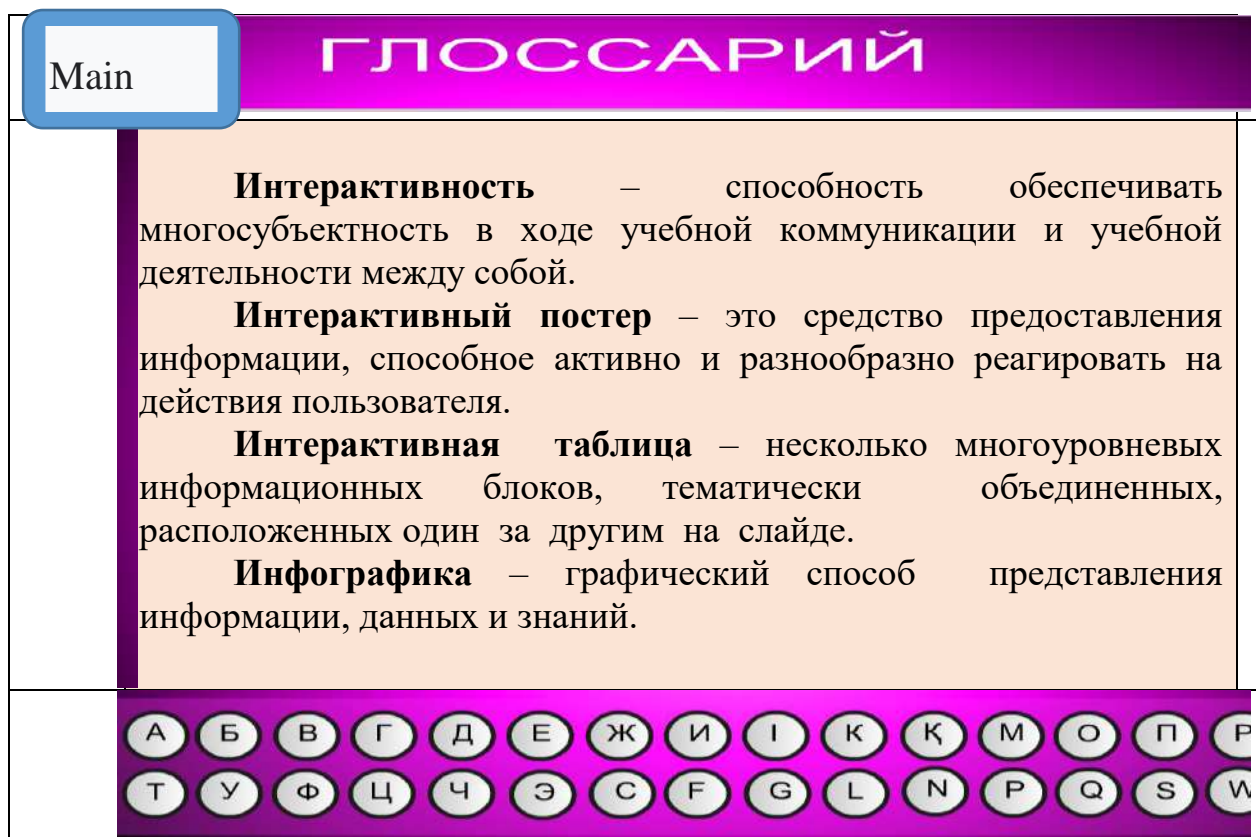 Main
ГЛОССАРИЙ
Интерактивность – способность обеспечивать
многосубъектность в ходе учебной коммуникации и учебной
деятельности между собой.
Интерактивный постер – это средство предоставления
информации, способное активно и разнообразно реагировать на
действия пользователя.
Интерактивная таблица – несколько многоуровневых
информационных блоков, тематически объединенных,
расположенных один за другим на слайде.
Инфографика – графический способ представления
информации, данных и знаний.
А Б В Г Д Е Ж И І К Қ М О П Р
Т У Ф Ц Ч Э C F G L N P Q S W